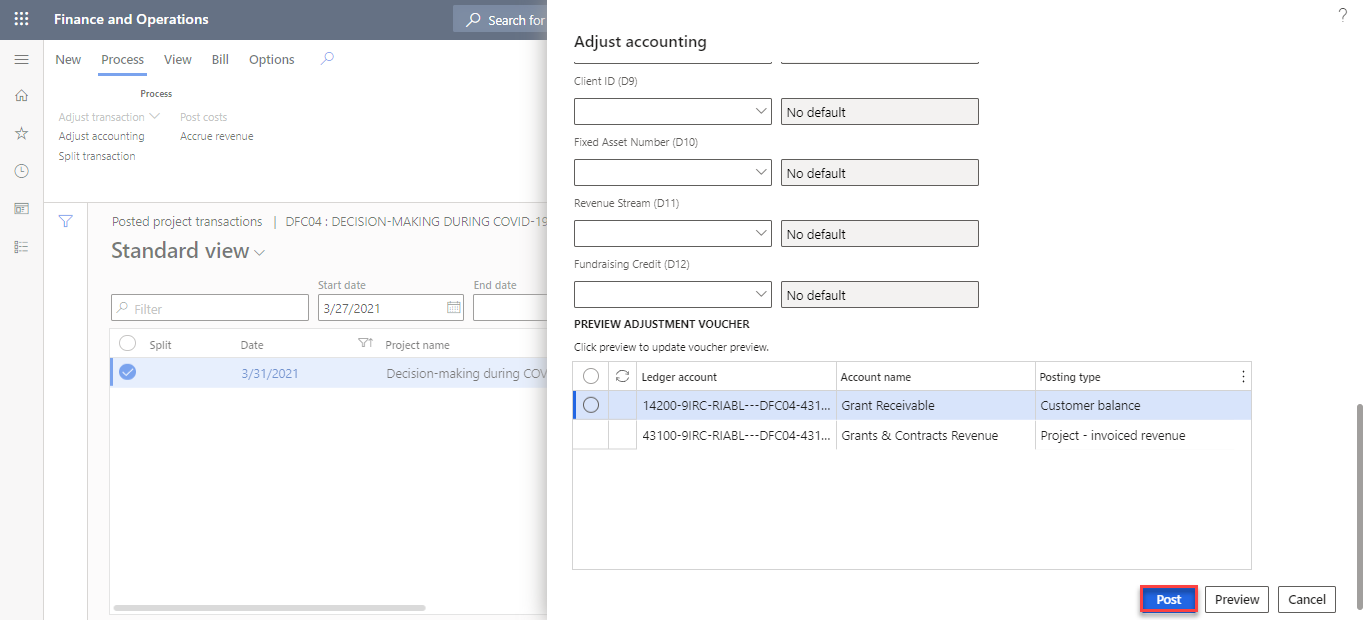 Finance and Operations
Search for
?
New Process View Bill Options
Process
Adjust transaction Post costs
Adjust accounting Accrue revenue
Split transaction
Posted project transactions | DFC04 : DECISION-MAKING DURING COVID-19
Standard view
Start date End date
Filter 3/27/2021
Split Date Project name
3/31/2021 Decision-making during COV
Adjust accounting
Client ID (D9)
No default
Fixed Asset Number (D10)
No default
Revenue Stream (D11)
No default
Fundraising Credit (D12)
No default
PREVIEW ADJUSTMENT VOUCHER
Click preview to update voucher preview.
Ledger account Account name Posting type
14200-9IRC-RIABL---DFC04-431... Grant Receivable Customer balance
43100-9IRC-RIABL---DFC04-431... Grants & Contracts Revenue Project - invoiced revenue
Post Preview Cancel